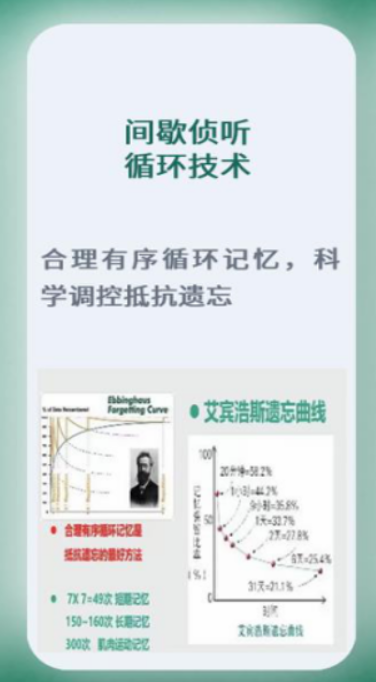 间歇侦听
循环技术
合理有序循环记忆，科
学调控抵抗遗忘
Ebbinghaus
Forgetting Curve
% of Data Remembered
● 艾宾浩斯遗忘曲线
100
20分钟=58.2%
1小时=44.2%
9小时=35.8%
1天=33.7%
2天=27.8%
6天=25.4%
31天=21.1%
50
0
时间
艾宾浩斯遗忘曲线
● 合理有序循环记忆是
抵抗遗忘的最好方法
● 7X 7=49次 短期记忆
150-160次 长期记忆
300次 肌肉运动记忆